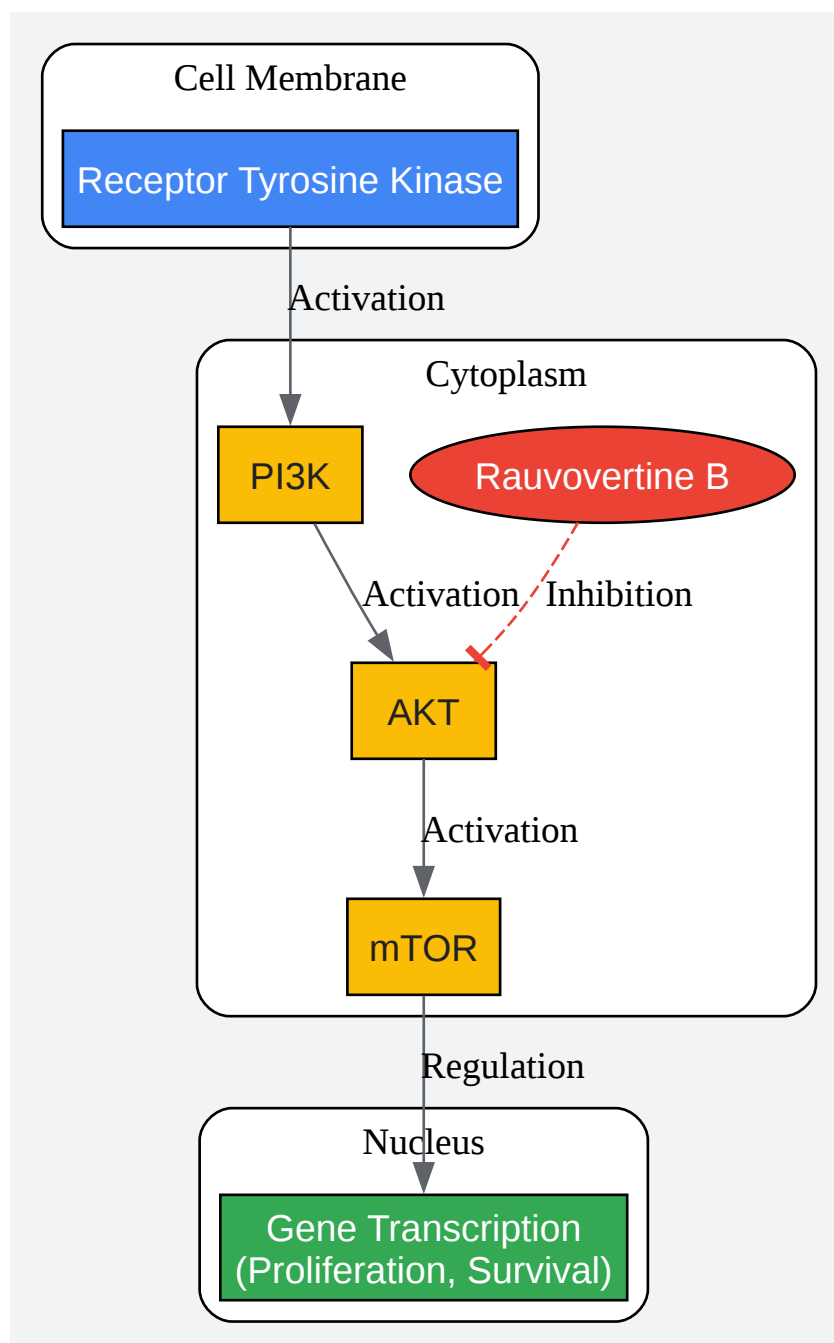 Cell Membrane
Receptor Tyrosine Kinase
Activation
Cytoplasm
PI3K
Rauvovertine B
Activation
Inhibition
AKT
Activation
mTOR
Regulation
Nucleus
Gene Transcription
(Proliferation, Survival)